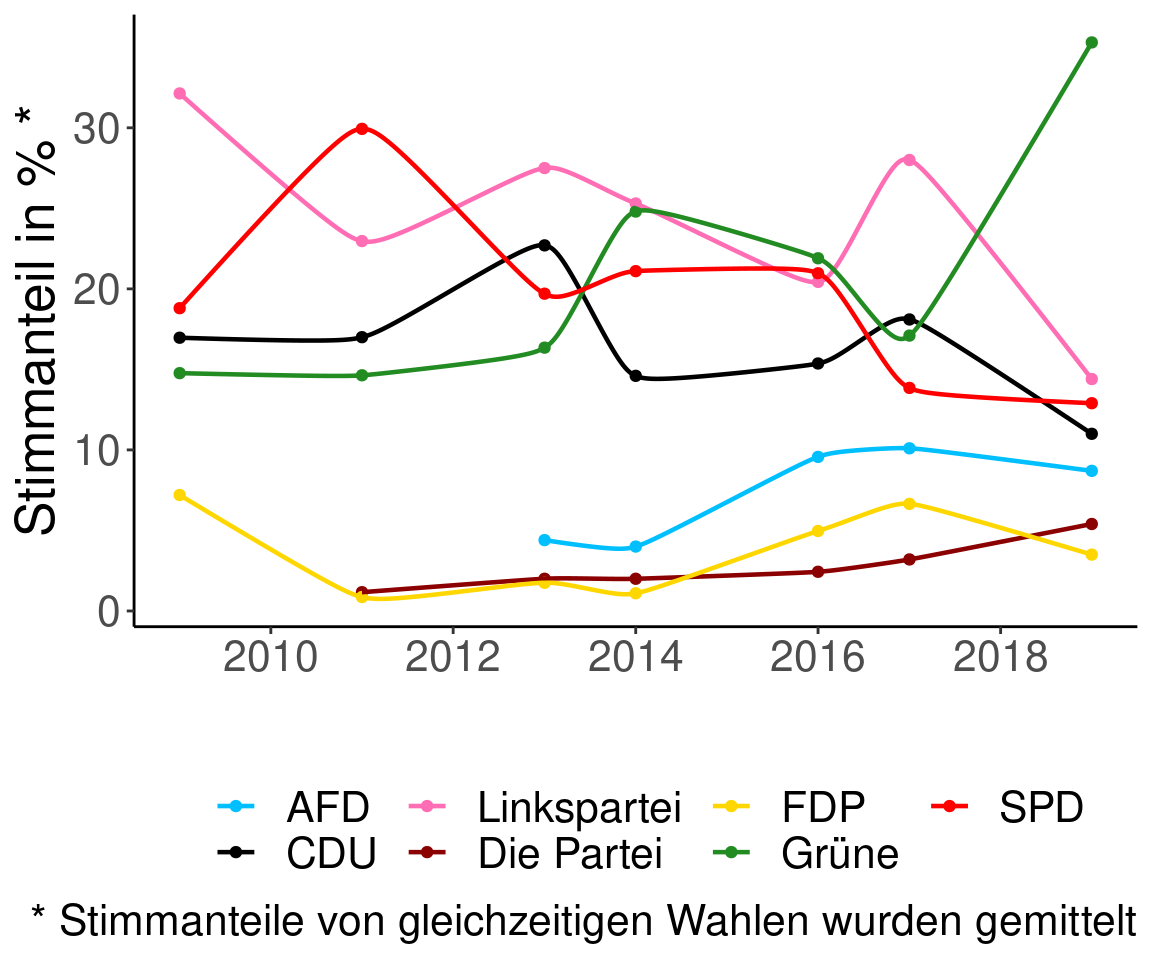 Stimmanteil in % *
30
20
10
0
2010 2012 2014 2016 2018
AFD Linkspartei FDP SPD
CDU Die Partei Grüne
* Stimmanteile von gleichzeitigen Wahlen wurden gemittelt